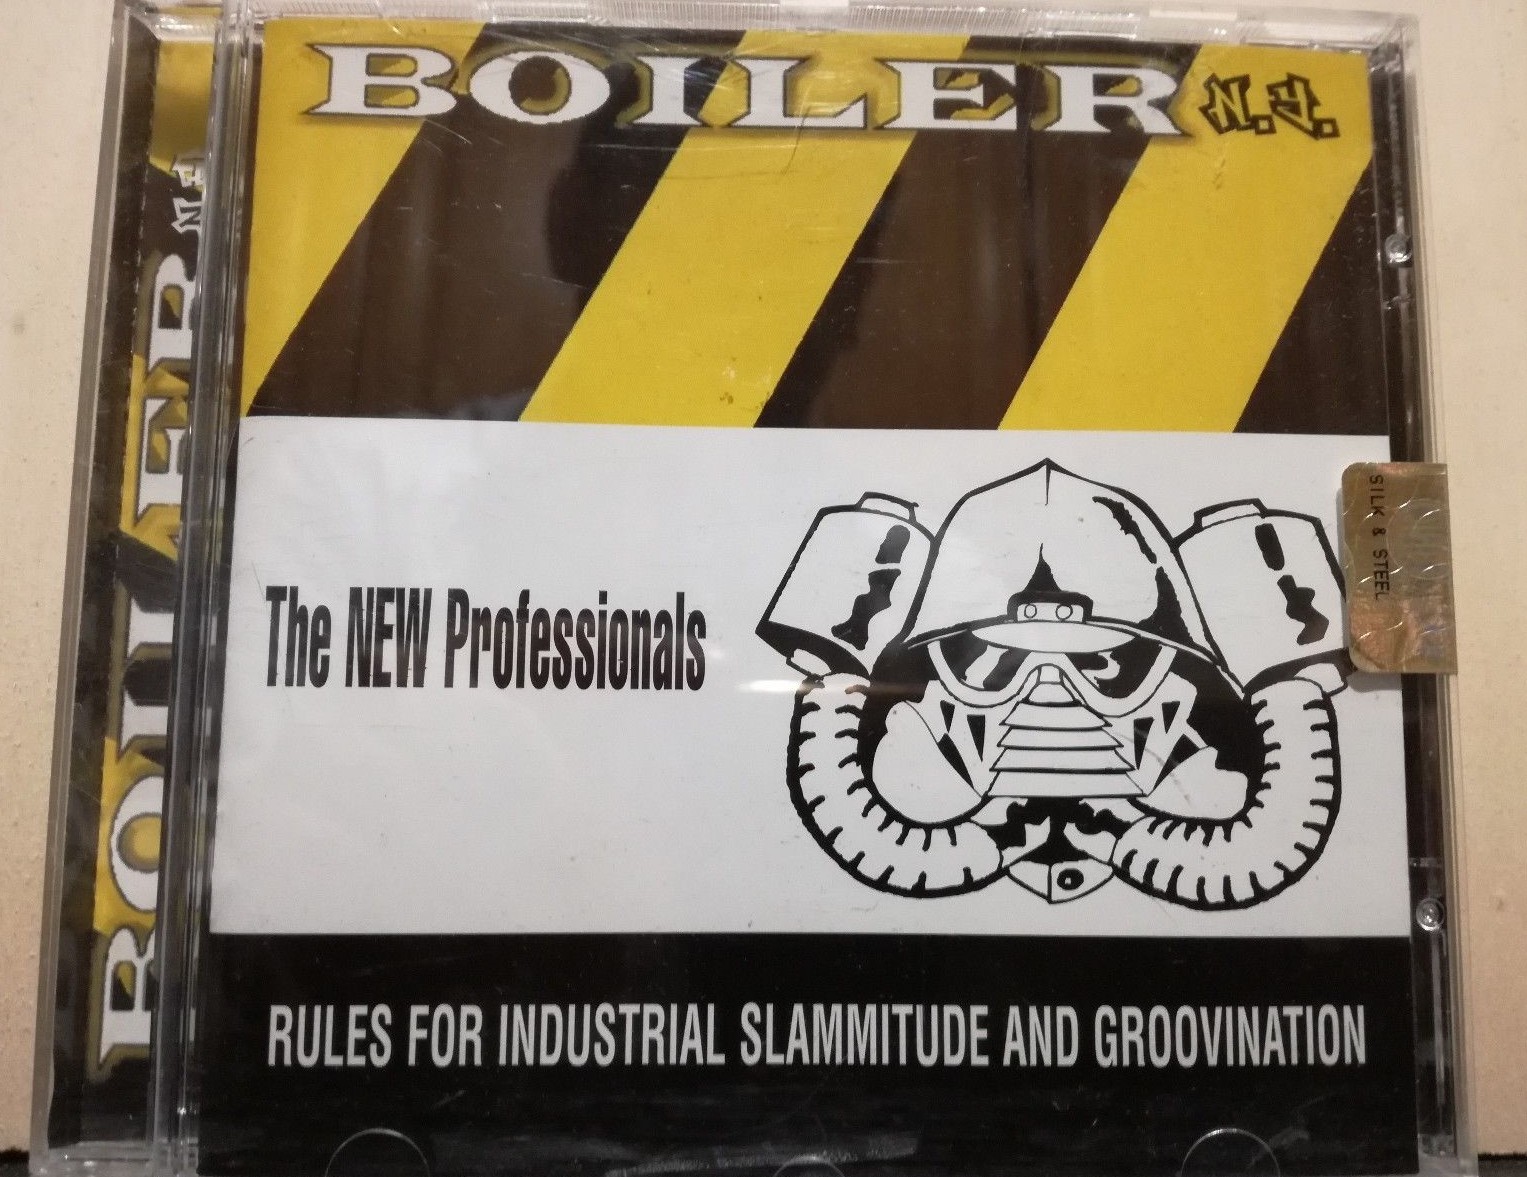 BOILER N.J.
The NEW Professionals
RULES FOR INDUSTRIAL SLAMMITUDE AND GROOVINATION
SILK & STEEL
BOILER